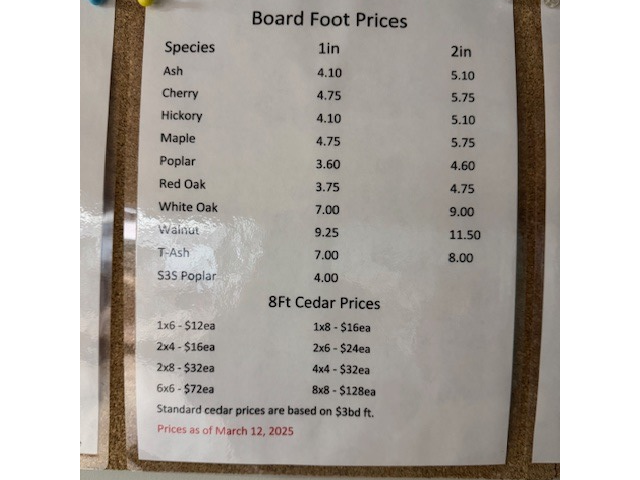 Board Foot Prices
Species 1in 2in
Ash 4.10 5.10
Cherry 4.75 5.75
Hickory 4.10 5.10
Maple 4.75 5.75
Poplar 3.60 4.60
Red Oak 3.75 4.75
White Oak 7.00 9.00
Walnut 9.25 11.50
T-Ash 7.00 8.00
S3S Poplar 4.00
8Ft Cedar Prices
1x6 - $12ea 1x8 - $16ea
2x4 - $16ea 2x6 - $24ea
2x8 - $32ea 4x4 - $32ea
6x6 - $72ea 8x8 - $128ea
Standard cedar prices are based on $3bd ft.
Prices as of March 12, 2025